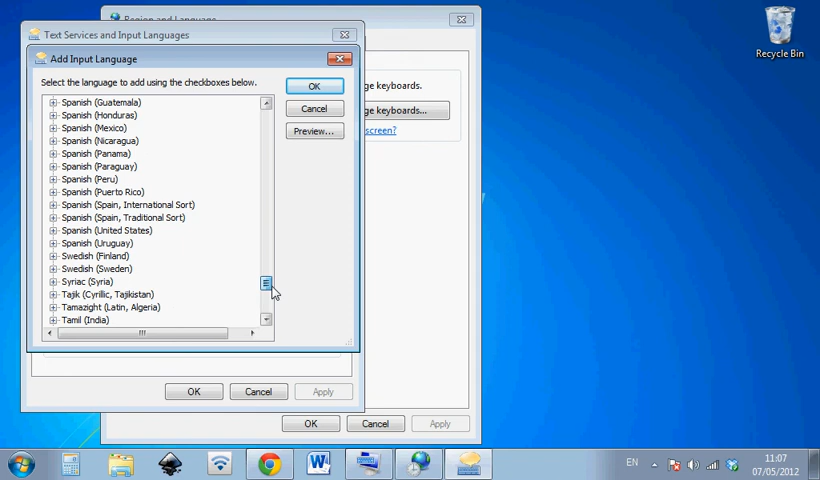 Region and Language
Text Services and Input Languages
Add Input Language
Select the language to add using the checkboxes below.
Spanish (Guatemala)
Spanish (Honduras)
Spanish (Mexico)
Spanish (Nicaragua)
Spanish (Panama)
Spanish (Paraguay)
Spanish (Peru)
Spanish (Puerto Rico)
Spanish (Spain, International Sort)
Spanish (Spain, Traditional Sort)
Spanish (United States)
Spanish (Uruguay)
Swedish (Finland)
Swedish (Sweden)
Syriac (Syria)
Tajik (Cyrillic, Tajikistan)
Tamazight (Latin, Algeria)
Tamil (India)
OK
Cancel
Preview...
ge keyboards.
ge keyboards...
screen?
OK
Cancel
Apply
OK
Cancel
Apply
Recycle Bin
EN
11:07
07/05/2012